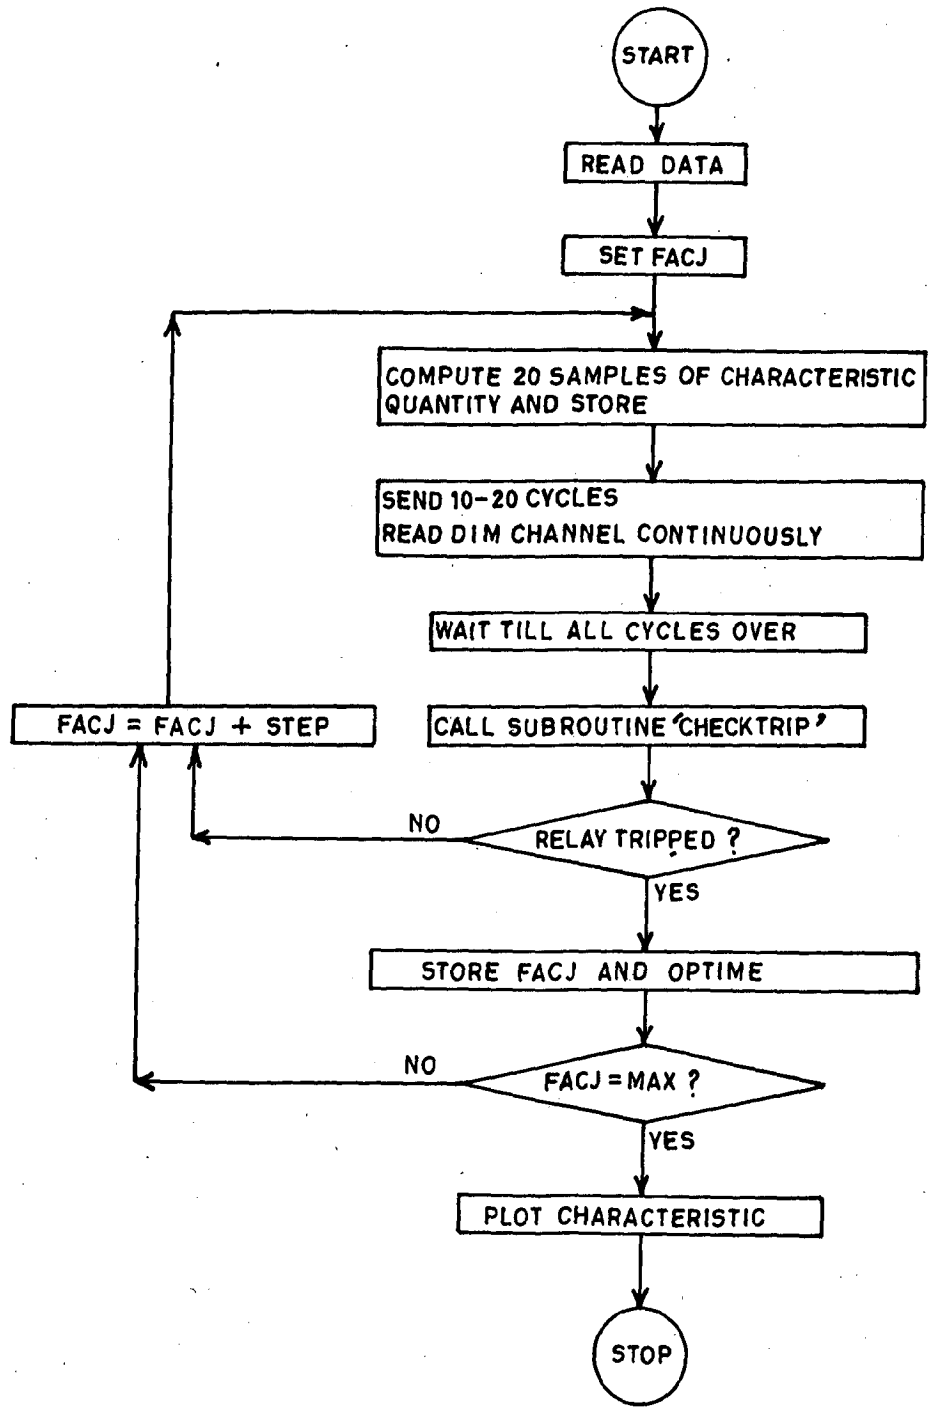 START
READ DATA
SET FACJ
COMPUTE 20 SAMPLES OF CHARACTERISTIC
QUANTITY AND STORE
SEND 10-20 CYCLES
READ DIM CHANNEL CONTINUOUSLY
WAIT TILL ALL CYCLES OVER
FACJ = FACJ + STEP
CALL SUBROUTINE 'CHECKTRIP'
NO
RELAY TRIPPED ?
YES
STORE FACJ AND OPTIME
NO
FACJ = MAX ?
YES
PLOT CHARACTERISTIC
STOP